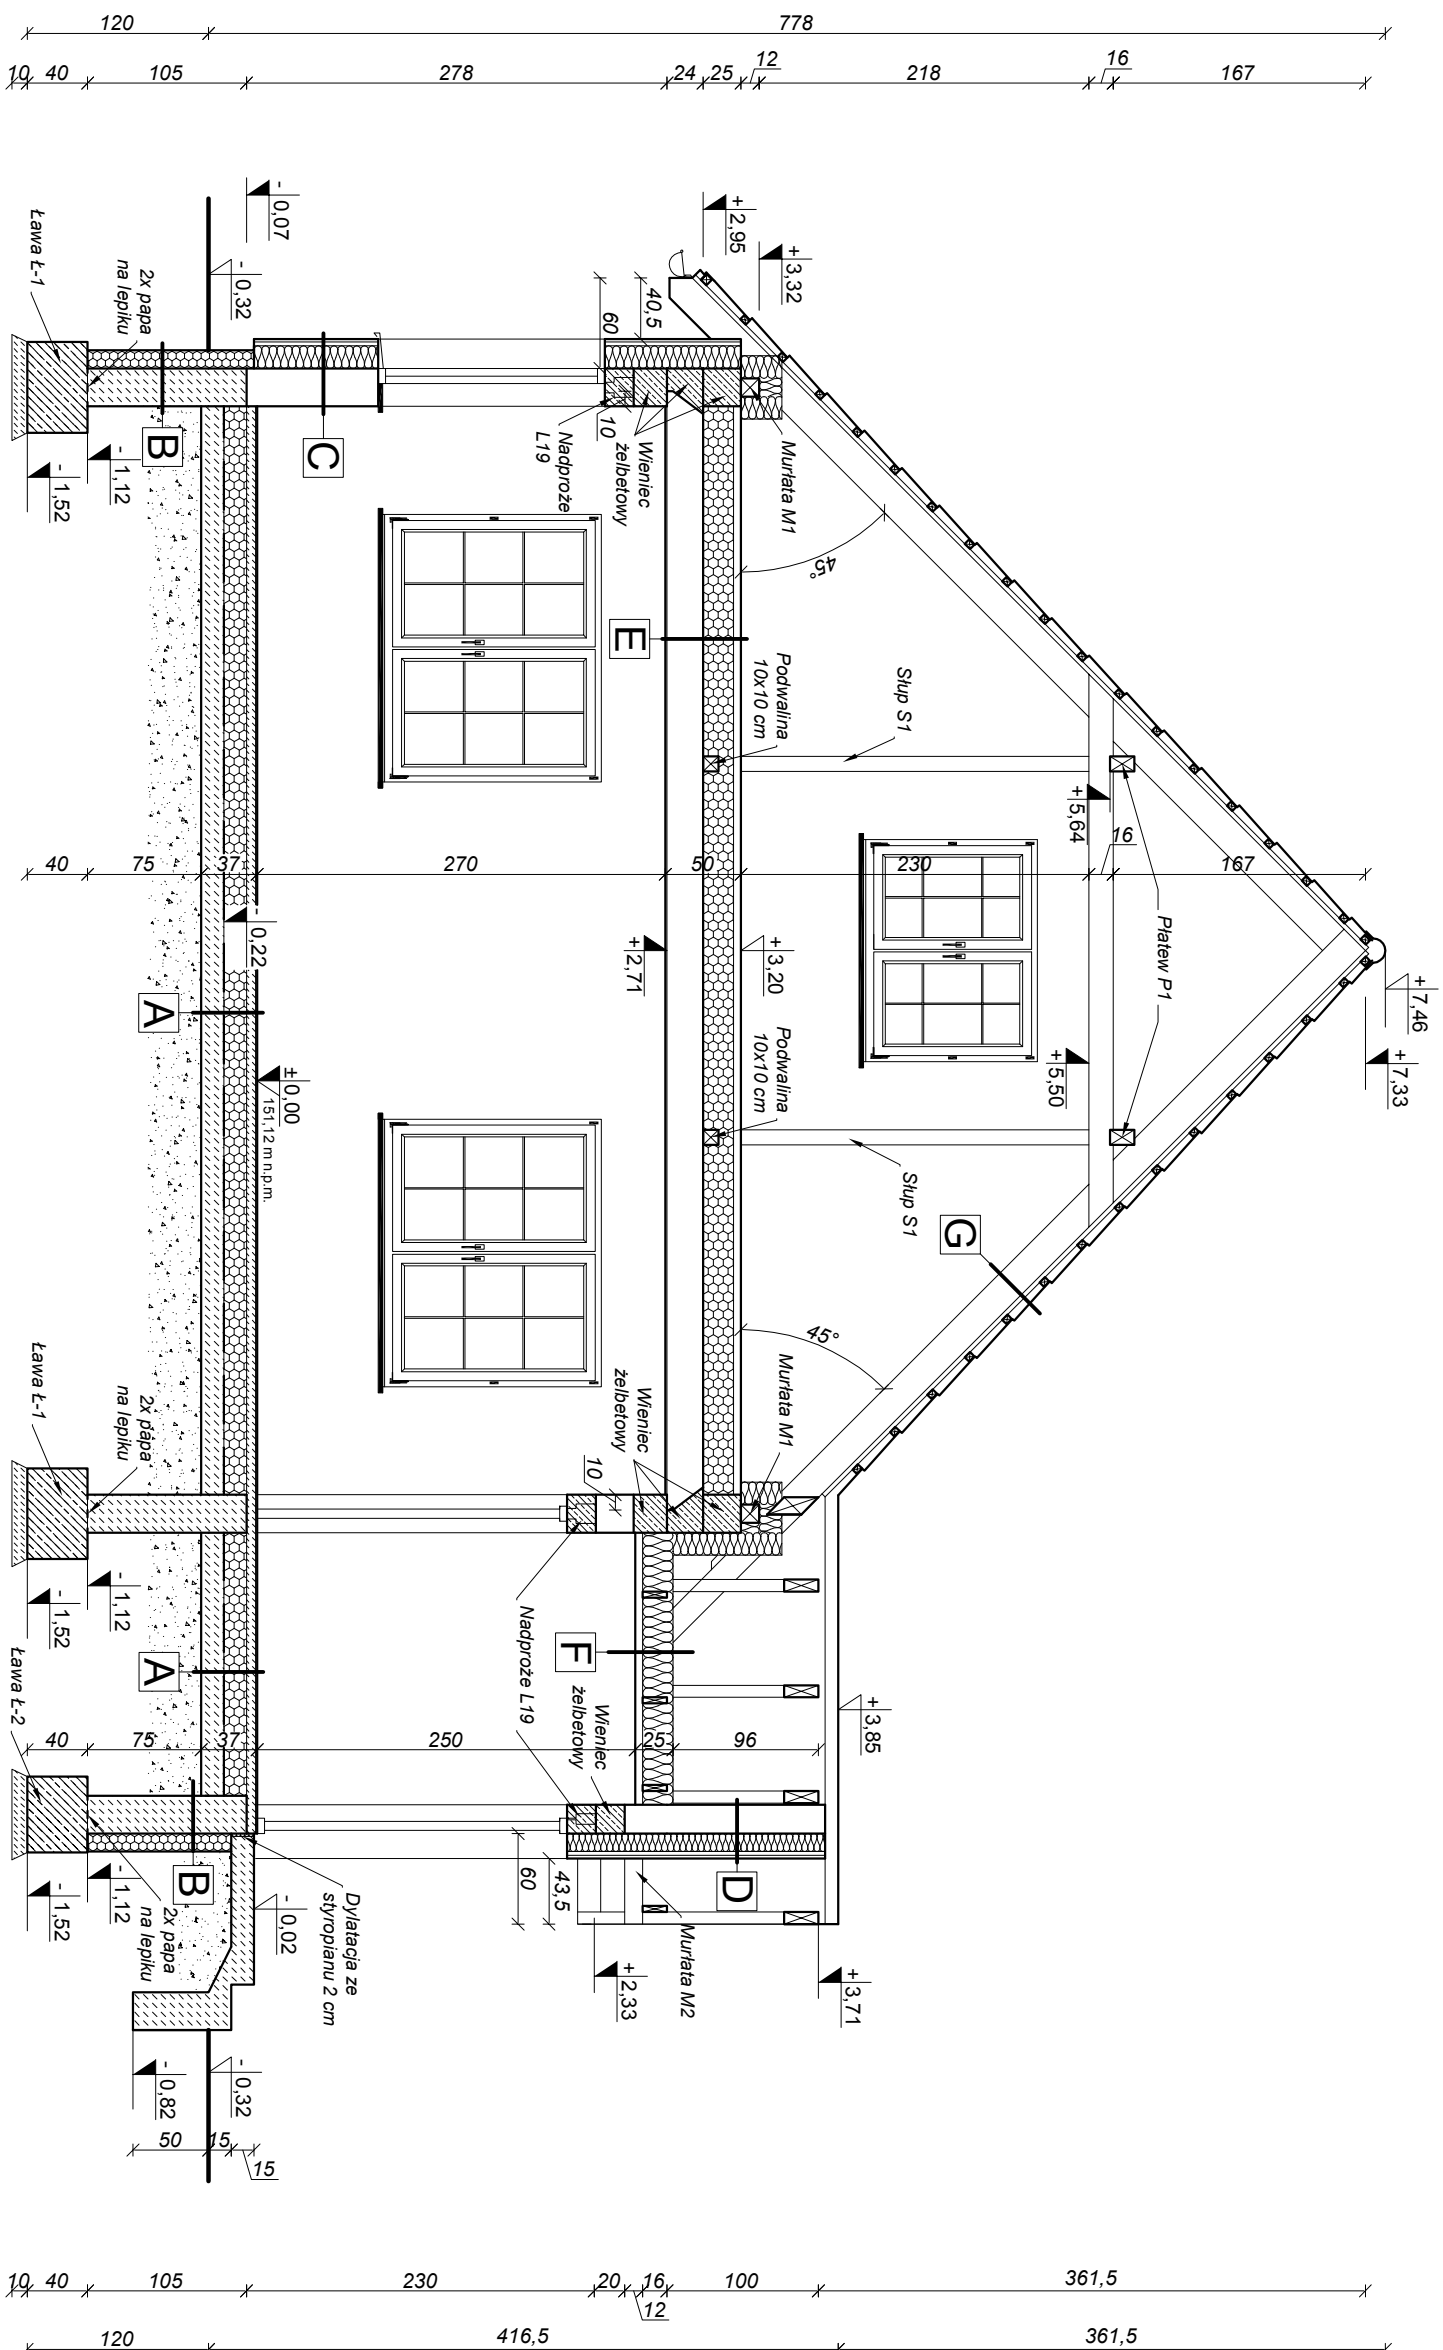 120
778
10
40
105
278
24
25
12
218
16
167
- 0,07
- 0,32
+ 2,95
+ 3,32
40,5
60
Ława Ł-1
2x papa
na lepiku
B
C
- 1,12
- 1,52
10
Nadproże
L19
Wieniec
żelbetowy
Murłata M1
45°
E
Podwalina
10x10 cm
Słup S1
+ 5,64
16
40
75
37
270
50
230
167
- 0,22
+ 2,71
+ 3,20
Płatew P1
+ 7,46
+ 7,33
A
± 0,00
151,12 m n.p.m.
Podwalina
10x10 cm
+ 5,50
Słup S1
G
45°
Ława Ł-1
2x papa
na lepiku
Wieniec
żelbetowy
Murłata M1
10
- 1,12
- 1,52
Ława Ł-2
A
Nadproże L19
F
Wieniec
żelbetowy
+ 3,85
40
75
37
250
25
96
B
- 1,12
- 1,52
2x papa
na lepiku
- 0,02
Dylatacja ze
styropianu 2 cm
60
43,5
D
Murłata M2
+ 2,33
+ 3,71
- 0,82
- 0,32
50
15
15
10
40
105
230
20
12
16
100
361,5
120
416,5
361,5